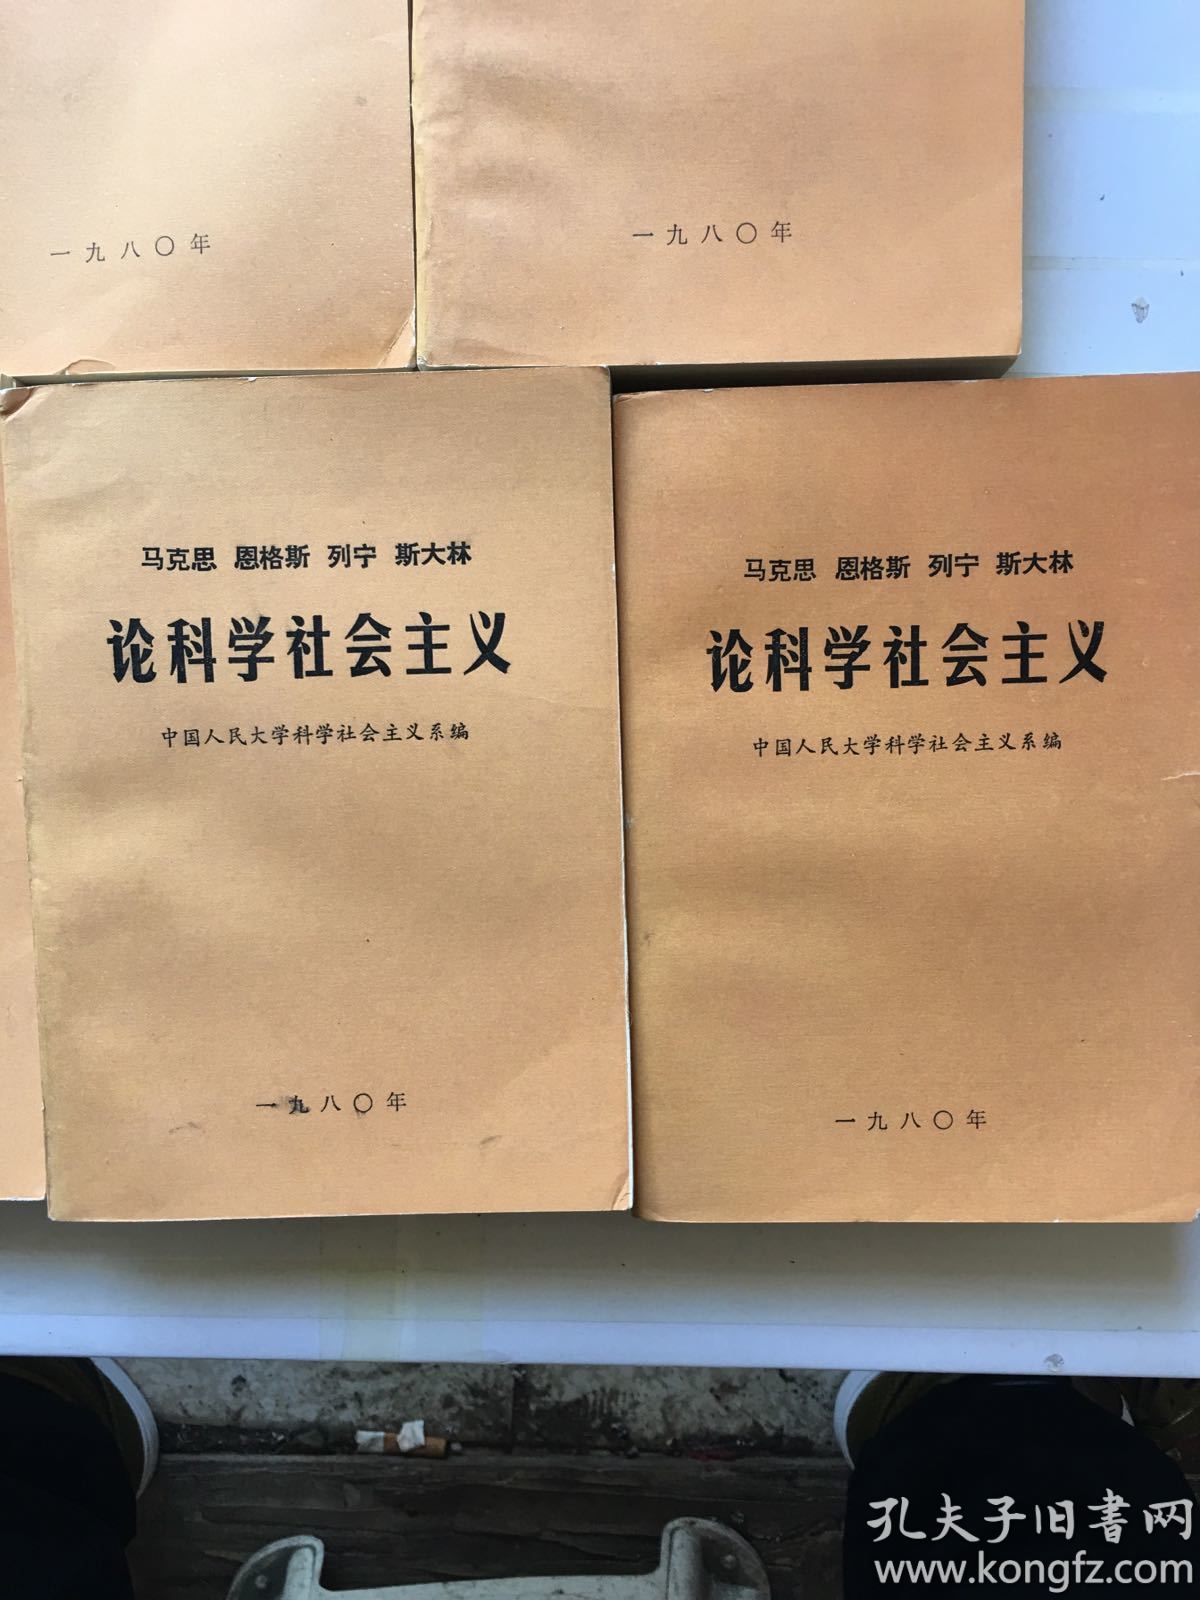 一九八〇年
一九八〇年
马克思 恩格斯 列宁 斯大林
论科学社会主义
中国人民大学科学社会主义系编
一九八〇年
马克思 恩格斯 列宁 斯大林
论科学社会主义
中国人民大学科学社会主义系编
一九八〇年
孔夫子旧书网
www.kongfz.com